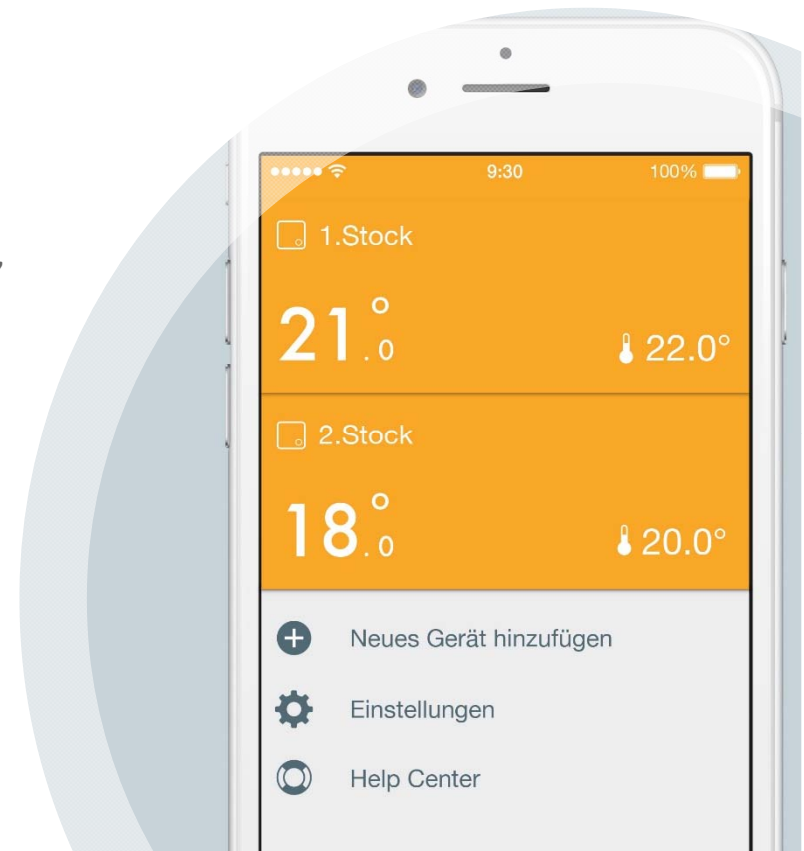 9:30
100%
1.Stock
21.0°
22.0°
2.Stock
18.0°
20.0°
Neues Gerät hinzufügen
Einstellungen
Help Center